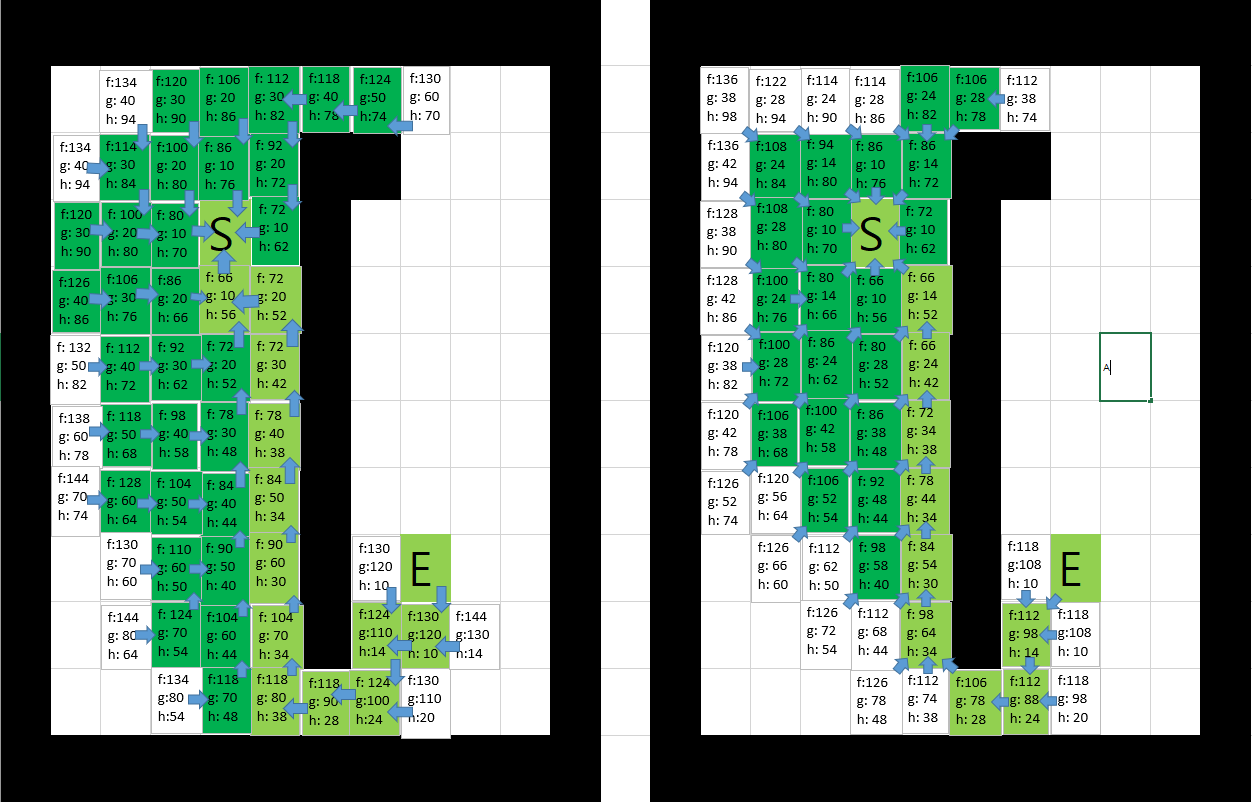 f:134
g: 40
h: 94
f:120
g: 30
h: 90
f: 106
g: 20
h: 86
f: 112
g: 30
h: 82
f:118
g: 40
h: 78
f:124
g:50
h:74
f:130
g: 60
h: 70
f:134
g: 40
h: 94
f:114
g: 30
h: 84
f: 100
g: 20
h: 80
f: 86
g: 10
h: 76
f: 92
g: 20
h: 72
f:120
g: 30
h: 90
f: 100
g: 20
h: 80
f: 80
g: 10
h: 70
S
f: 72
g: 10
h: 62
f:126
g: 40
h: 86
f:106
g: 30
h: 76
f:86
g: 20
h: 66
f: 66
g: 10
h: 56
f: 72
g: 20
h: 52
f: 132
g: 50
h: 82
f: 112
g: 40
h: 72
f: 92
g: 30
h: 62
f: 72
g: 20
h: 52
f: 72
g: 30
h: 42
f:138
g: 60
h: 78
f: 118
g: 50
h: 68
f: 98
g: 40
h: 58
f: 78
g: 30
h: 48
f: 78
g: 40
h: 38
f:144
g: 70
h: 74
f: 128
g: 60
h: 64
f: 104
g: 50
h: 54
f: 84
g: 40
h: 44
f: 84
g: 50
h: 34
f:130
g: 70
h: 60
f: 110
g: 60
h: 50
f: 90
g: 50
h: 40
f: 90
g: 60
h: 30
f:130
g:120
h: 10
E
f:144
g: 80
h: 64
f: 124
g: 70
h: 54
f:104
g: 60
h: 44
f: 104
g: 70
h: 34
f:124
g:110
h:14
f:130
g:120
h: 10
f: 144
g:130
h:14
f:134
g:80
h:54
f:118
g: 70
h: 48
f:118
g: 80
h: 38
f:118
g: 90
h: 28
f: 124
g:100
h:24
f:130
g:110
h:20
f:136
g: 38
h: 98
f:122
g: 28
h: 94
f:114
g: 24
h: 90
f:114
g: 28
h: 86
f:106
g: 24
h: 82
f:106
g: 28
h: 78
f:112
g: 38
h: 74
f:136
g: 42
h: 94
f:108
g: 24
h: 84
f: 94
g: 14
h: 80
f: 86
g: 10
h: 76
f: 86
g: 14
h: 72
f:128
g: 38
h: 90
f:108
g: 28
h: 80
f: 80
g: 10
h: 70
S
f: 72
g: 10
h: 62
f:128
g: 42
h: 86
f:100
g: 24
h: 76
f: 80
g: 14
h: 66
f: 66
g: 10
h: 56
f: 66
g: 14
h: 52
f:120
g: 38
h: 82
f:100
g: 28
h: 72
f: 86
g: 24
h: 62
f: 80
g: 28
h: 52
f: 66
g: 24
h: 42
A
f:120
g: 42
h: 78
f:106
g: 38
h: 68
f:100
g: 42
h: 58
f: 86
g: 38
h: 48
f: 72
g: 34
h: 38
f:126
g: 52
h: 74
f:120
g: 56
h: 64
f:106
g: 52
h: 54
f: 92
g: 48
h: 44
f: 78
g: 44
h: 34
f:126
g: 66
h: 60
f:112
g: 62
h: 50
f: 98
g: 58
h: 40
f: 84
g: 54
h: 30
f:118
g:108
h: 10
E
f:126
g: 72
h: 54
f:112
g: 68
h: 44
f: 98
g: 64
h: 34
f:112
g: 98
h: 14
f:118
g:108
h: 10
f:126
g: 78
h: 48
f:112
g: 74
h: 38
f:106
g: 78
h: 28
f:112
g: 88
h: 24
f:118
g: 98
h: 20